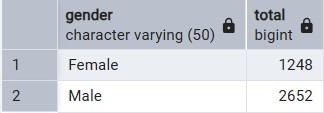 gender total
character varying (50) bigint
1 Female 1248
2 Male 2652